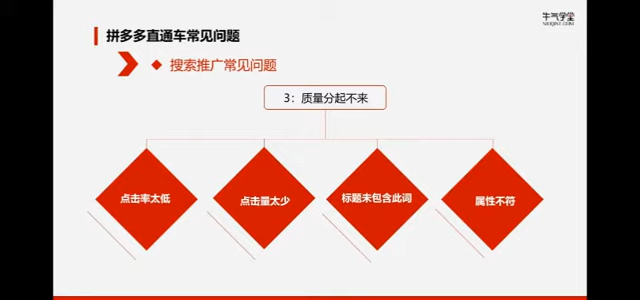 拼多多直通车常见问题
牛气学堂
搜索推广常见问题
3：质量分起不来
点击率太低
点击量太少
标题未包含此词
属性不符